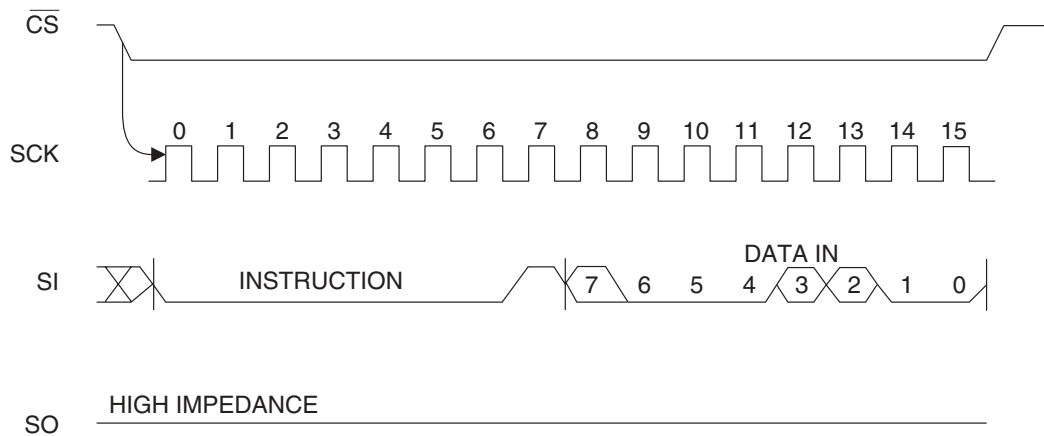 CS
SCK
0 1 2 3 4 5 6 7 8 9 10 11 12 13 14 15
DATA IN
SI
INSTRUCTION
7 6 5 4 3 2 1 0
HIGH IMPEDANCE
SO